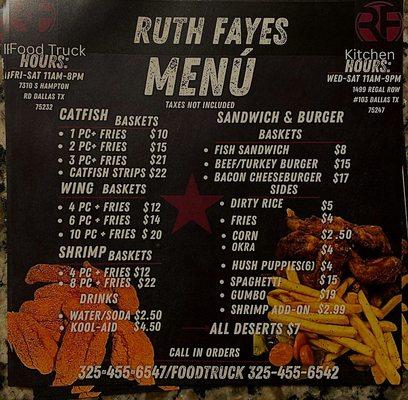 RF
RUTH FAYES
RF
Food Truck
HOURS:
FRI-SAT 11AM-8PM
7310 S HAMPTON
RD DALLAS TX
75232
MENÚ
TAXES NOT INCLUDED
Kitchen
HOURS:
WED-SAT 11AM-9PM
1499 REGAL ROW
#103 DALLAS TX
75247
CATFISH BASKETS
• 1 PC+ FRIES $10
• 2 PC+ FRIES $15
• 3 PC+ FRIES $21
• CATFISH STRIPS $22
WING BASKETS
• 4 PC + FRIES $12
• 6 PC + FRIES $14
• 10 PC+ FRIES $ 20
SHRIMP BASKETS
• 4 PC + FRIES $12
• 8 PC+ FRIES $22
DRINKS
• WATER/SODA $2.50
• KOOL-AID $4.50
SANDWICH & BURGER
BASKETS
• FISH SANDWICH $8
• BEEF/TURKEY BURGER $15
• BACON CHEESEBURGER $17
SIDES
• DIRTY RICE $5
• FRIES $4
• CORN $2 .50
• OKRA $4
• HUSH PUPPIES(6) $4
• SPAGHETTI $15
• GUMBO $19
• SHRIMP ADD-ON $2.99
ALL DESERTS $7
CALL IN ORDERS
325-455-6547/FOODTRUCK 325-455-6542